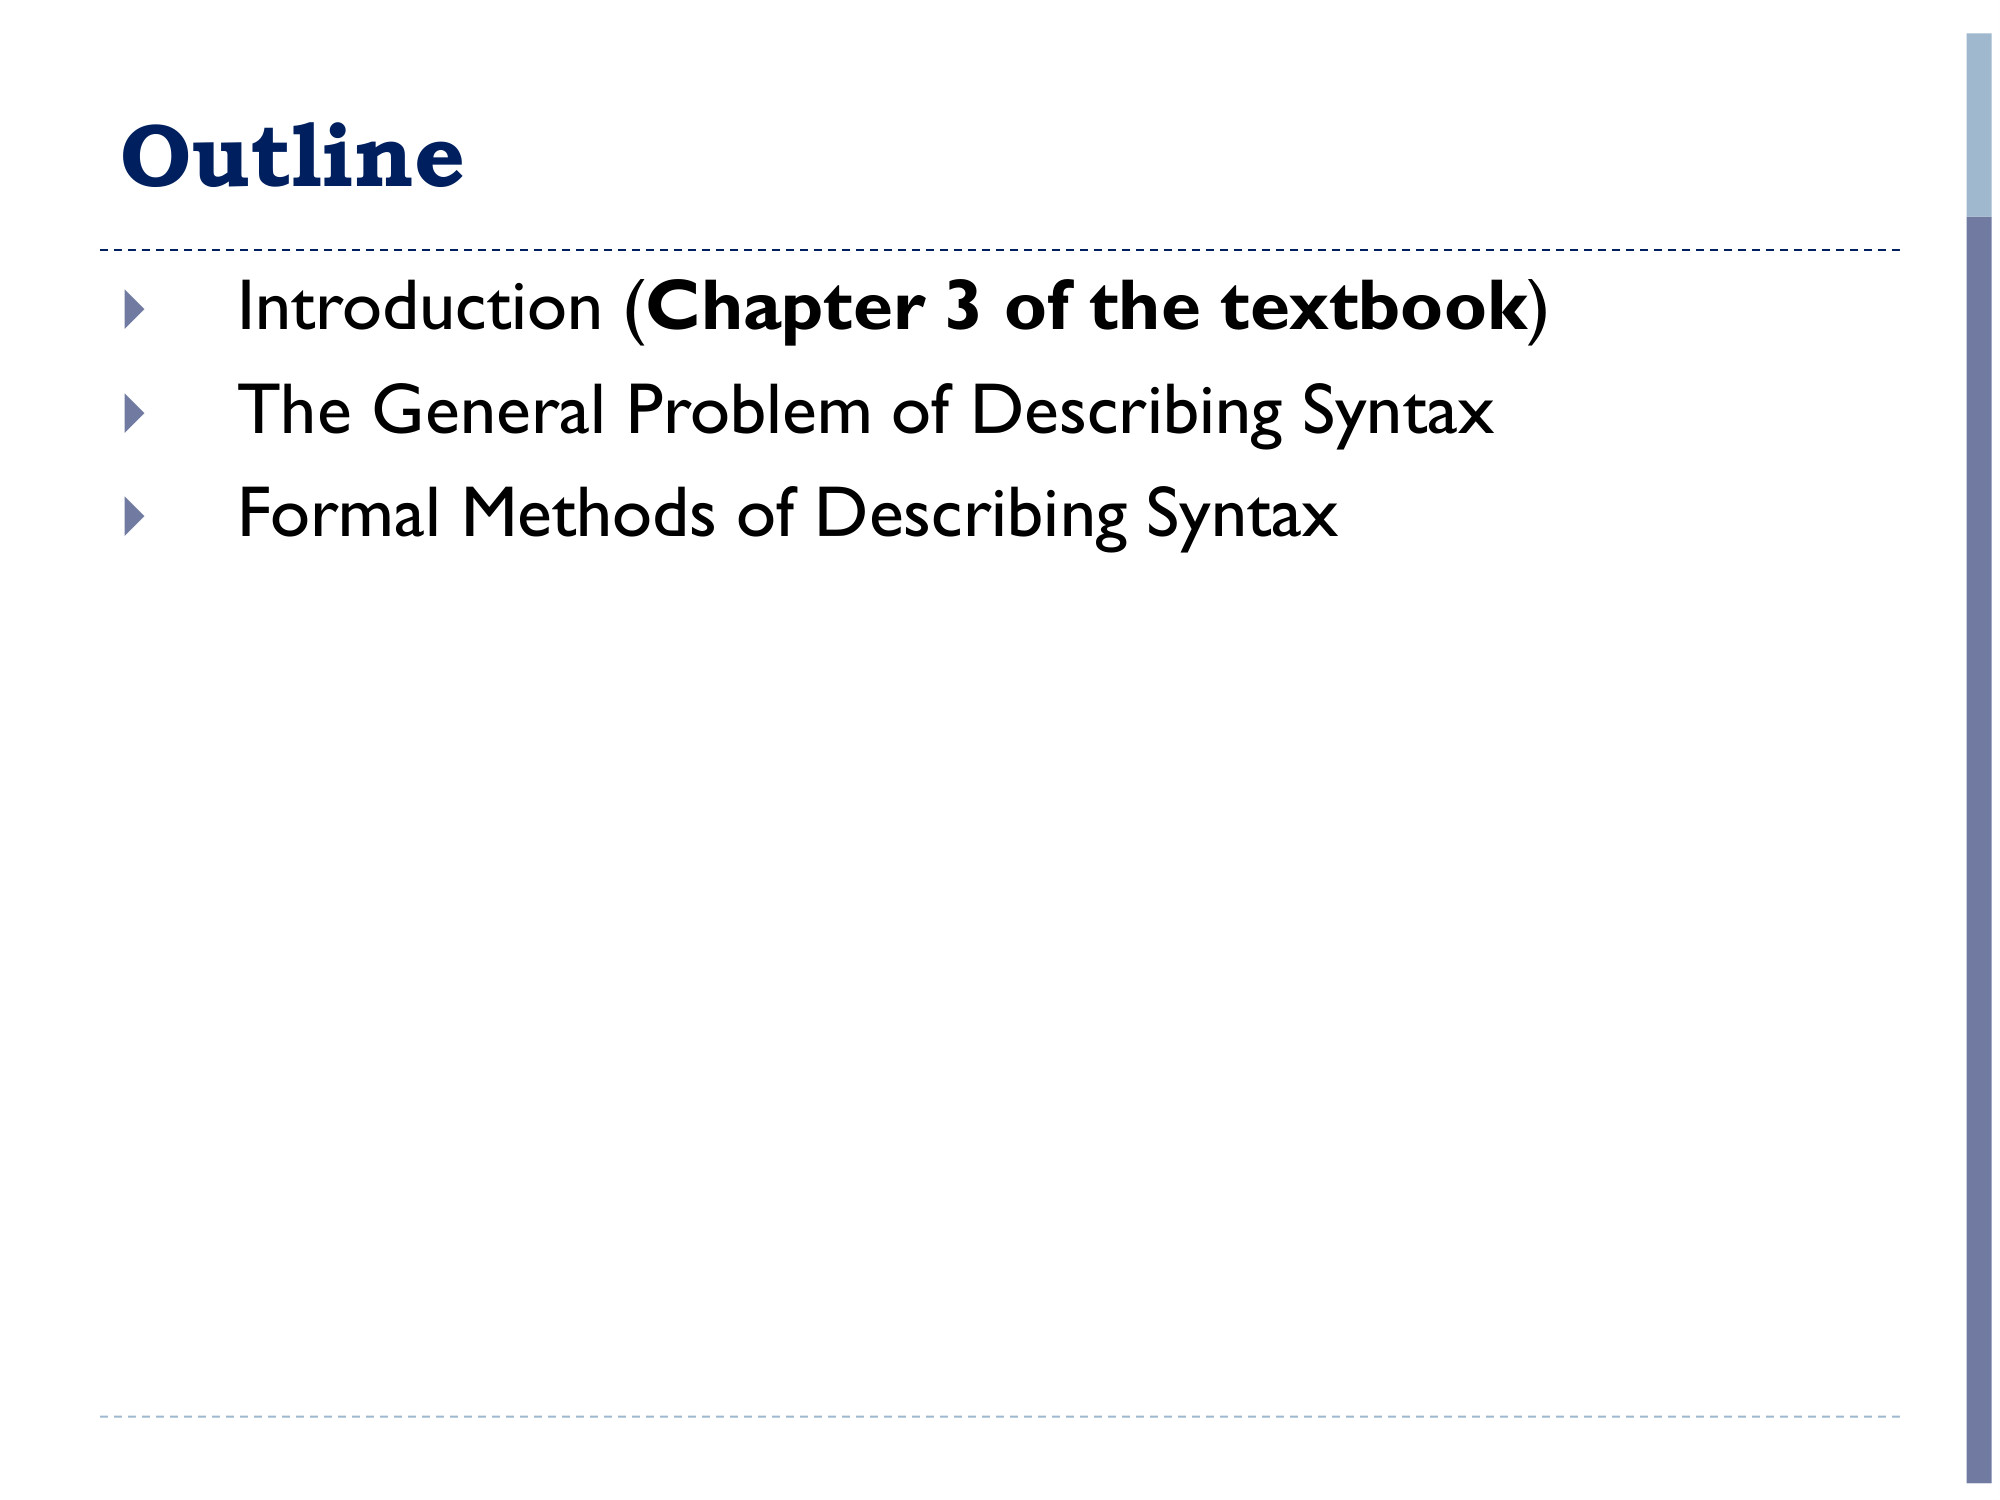 Outline
Introduction (Chapter 3 of the textbook)
The General Problem of Describing Syntax
Formal Methods of Describing Syntax